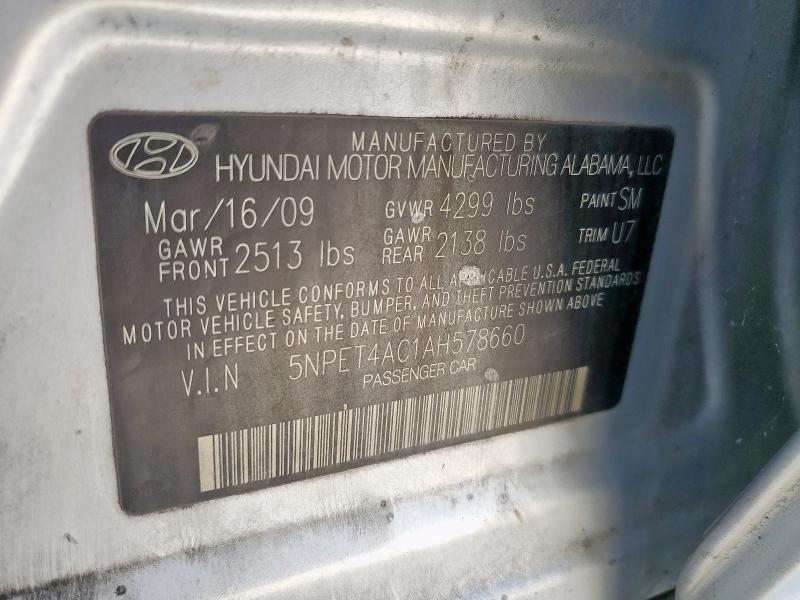 MANUFACTURED BY
HYUNDAI MOTOR MANUFACTURING ALABAMA, LLC
Mar/16/09 GVWR 4299 lbs PAINT SM
GAWR FRONT 2513 lbs GAWR REAR 2138 lbs TRIM U7
THIS VEHICLE CONFORMS TO ALL APPLICABLE U.S.A. FEDERAL
MOTOR VEHICLE SAFETY, BUMPER, AND THEFT PREVENTION STANDARDS
IN EFFECT ON THE DATE OF MANUFACTURE SHOWN ABOVE
V.I.N 5NPET4AC1AH578660
PASSENGER CAR